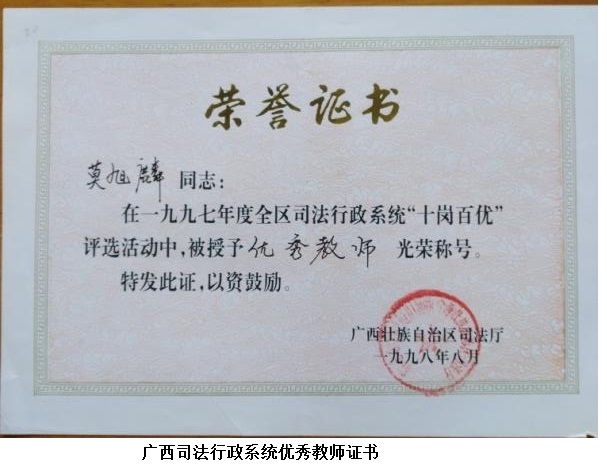 荣誉证书
莫旭麟 同志：
在一九九七年度全区司法行政系统“十岗百优”
评选活动中，被授予优秀教师 光荣称号。
特发此证，以资鼓励。
广西壮族自治区司法厅
一九九八年八月
广西司法行政系统优秀教师证书